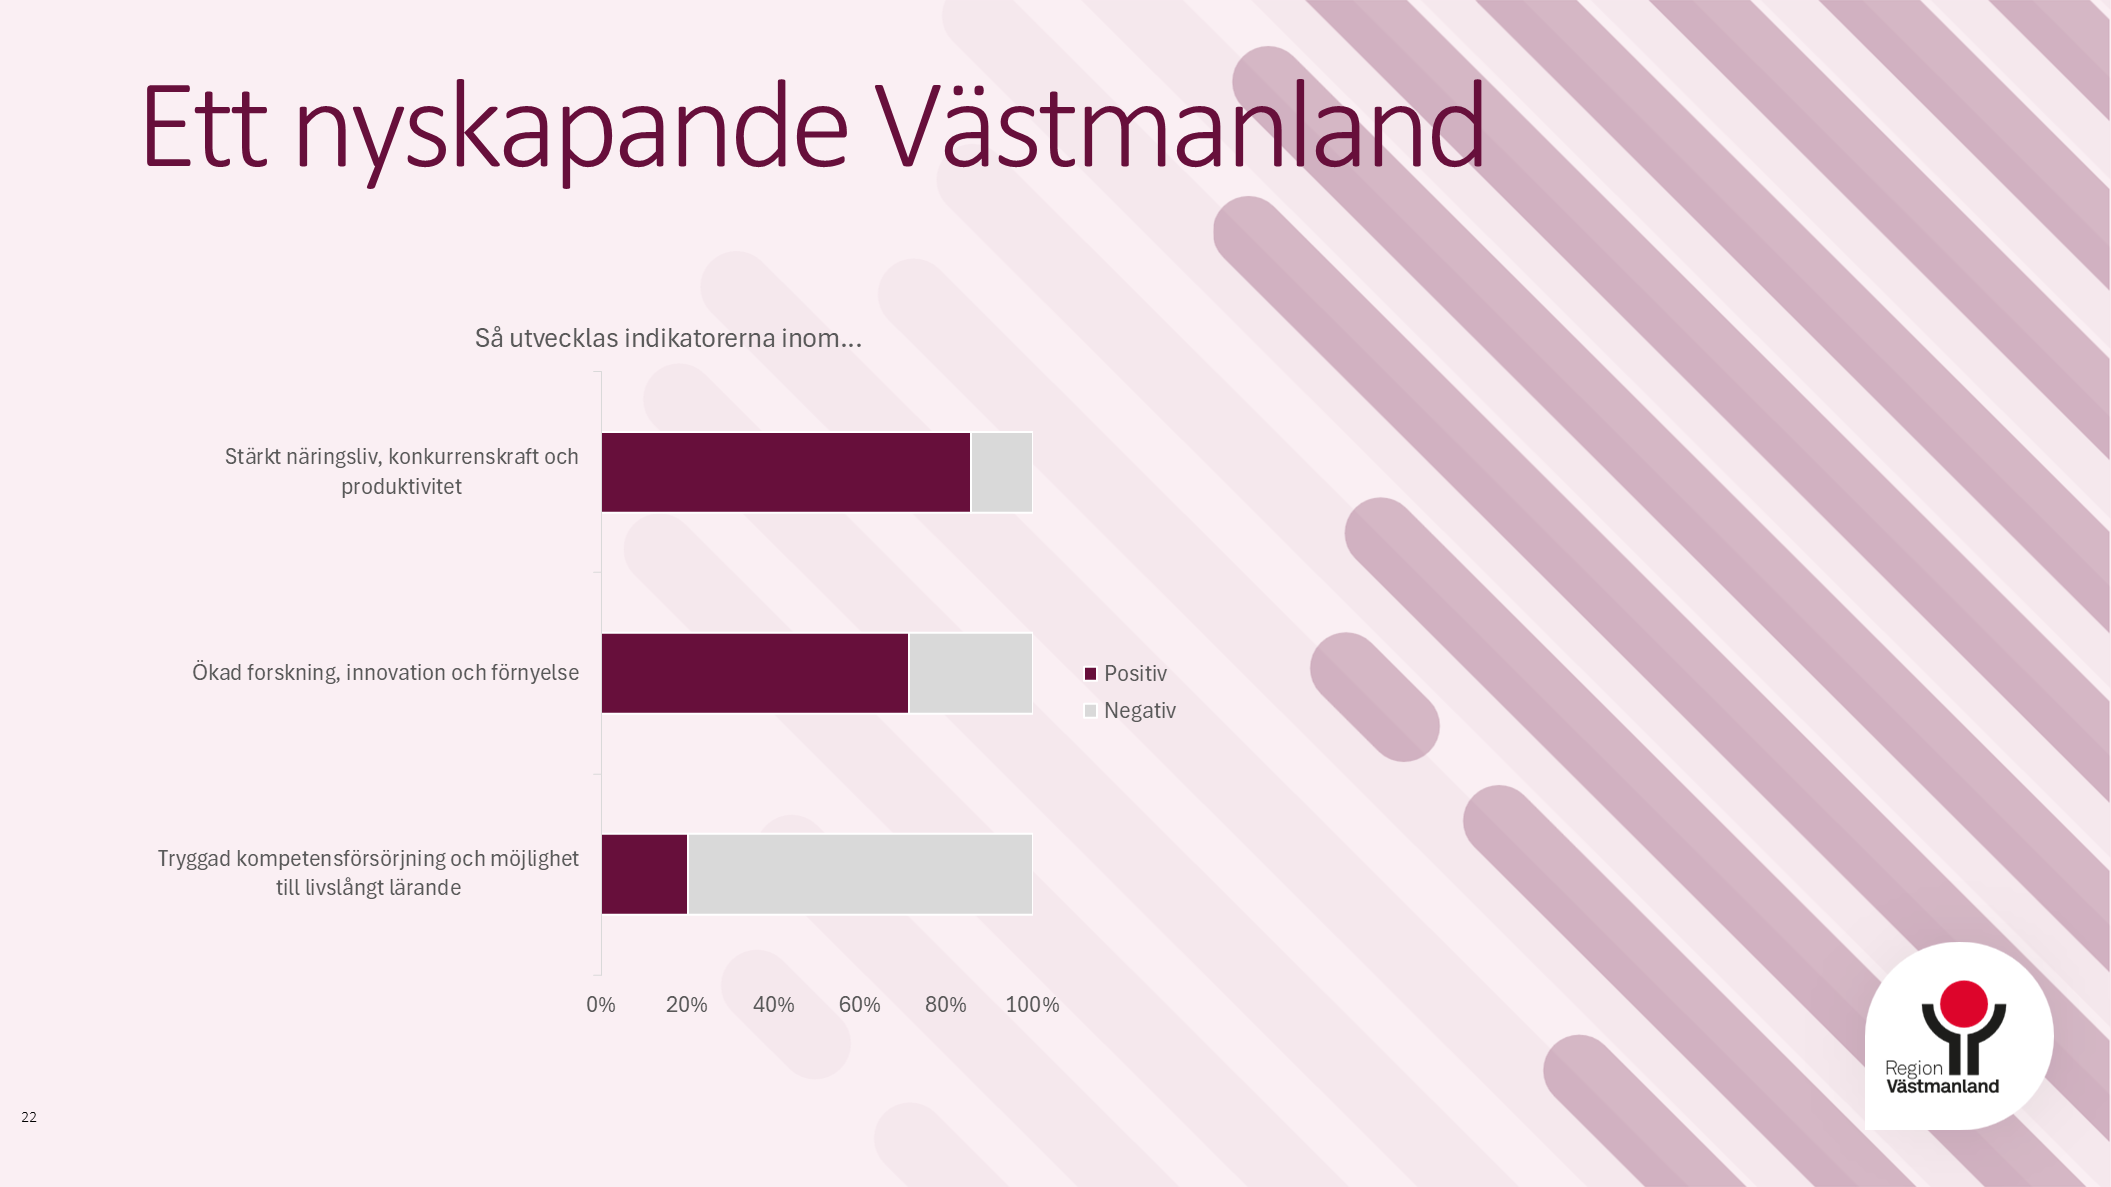 Ett nyskapande Västmanland
Så utvecklas indikatorerna inom...
Stärkt näringsliv, konkurrenskraft och
produktivitet
Ökad forskning, innovation och förnyelse
Tryggad kompetensförsörjning och möjlighet
till livslångt lärande
0% 20% 40% 60% 80% 100%
Positiv
Negativ
Region
Västmanland
22